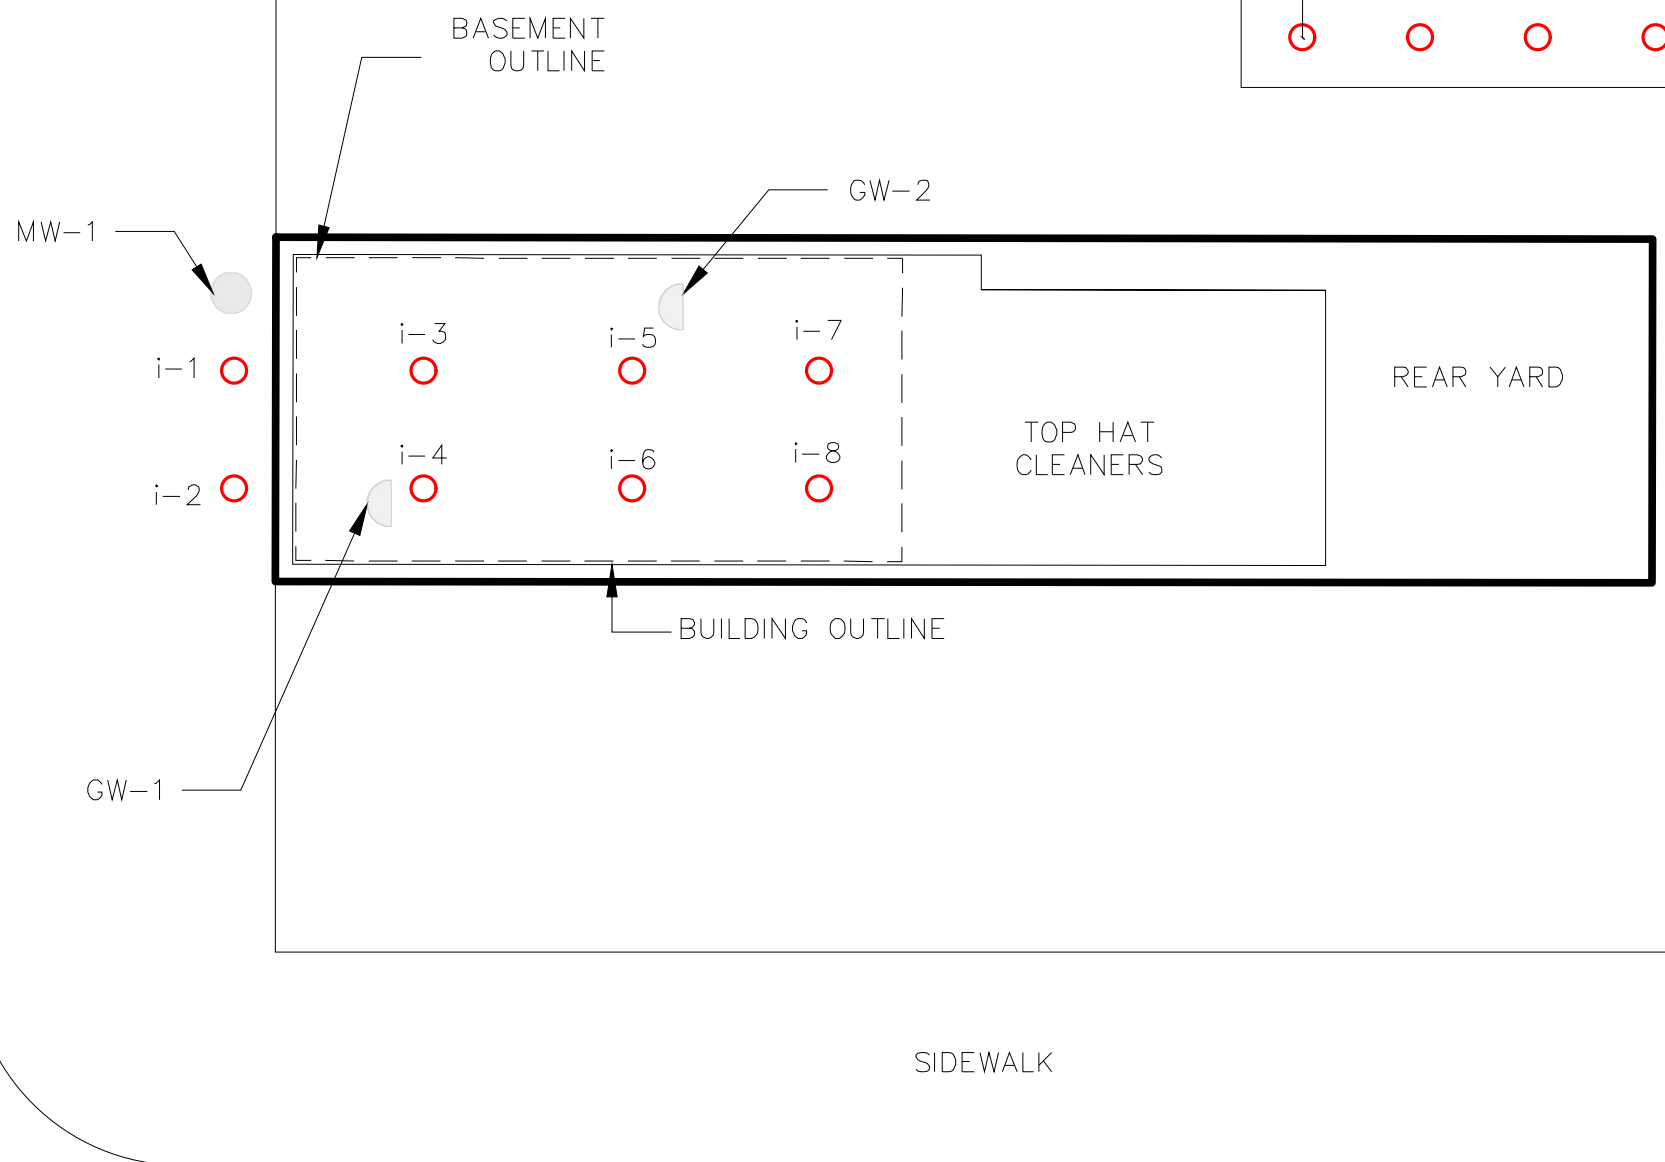 BASEMENT
OUTLINE
GW-2
MW-1
i-3
i-5
i-7
i-1
REAR YARD
TOP HAT
CLEANERS
i-4
i-6
i-8
i-2
BUILDING OUTLINE
GW-1
SIDEWALK